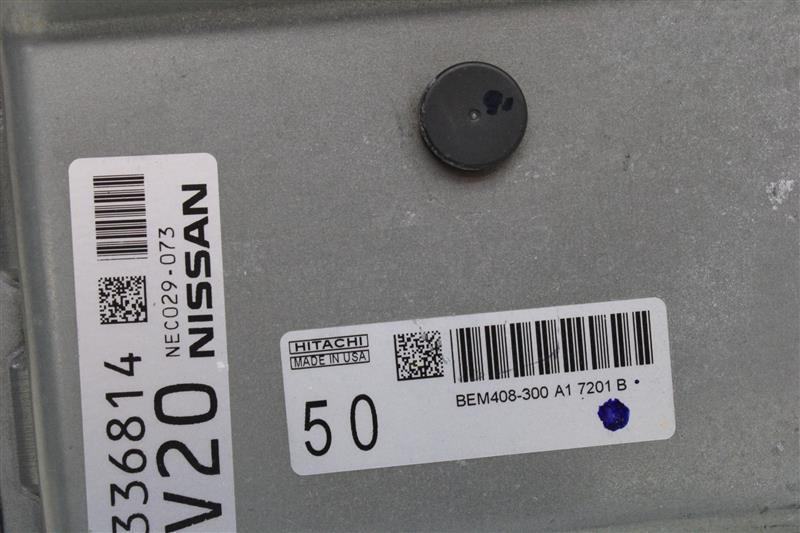 NEC029-073
NISSAN
336814
V20
HITACHI
MADE IN USA
50
BEM408-300 A1 7201 B